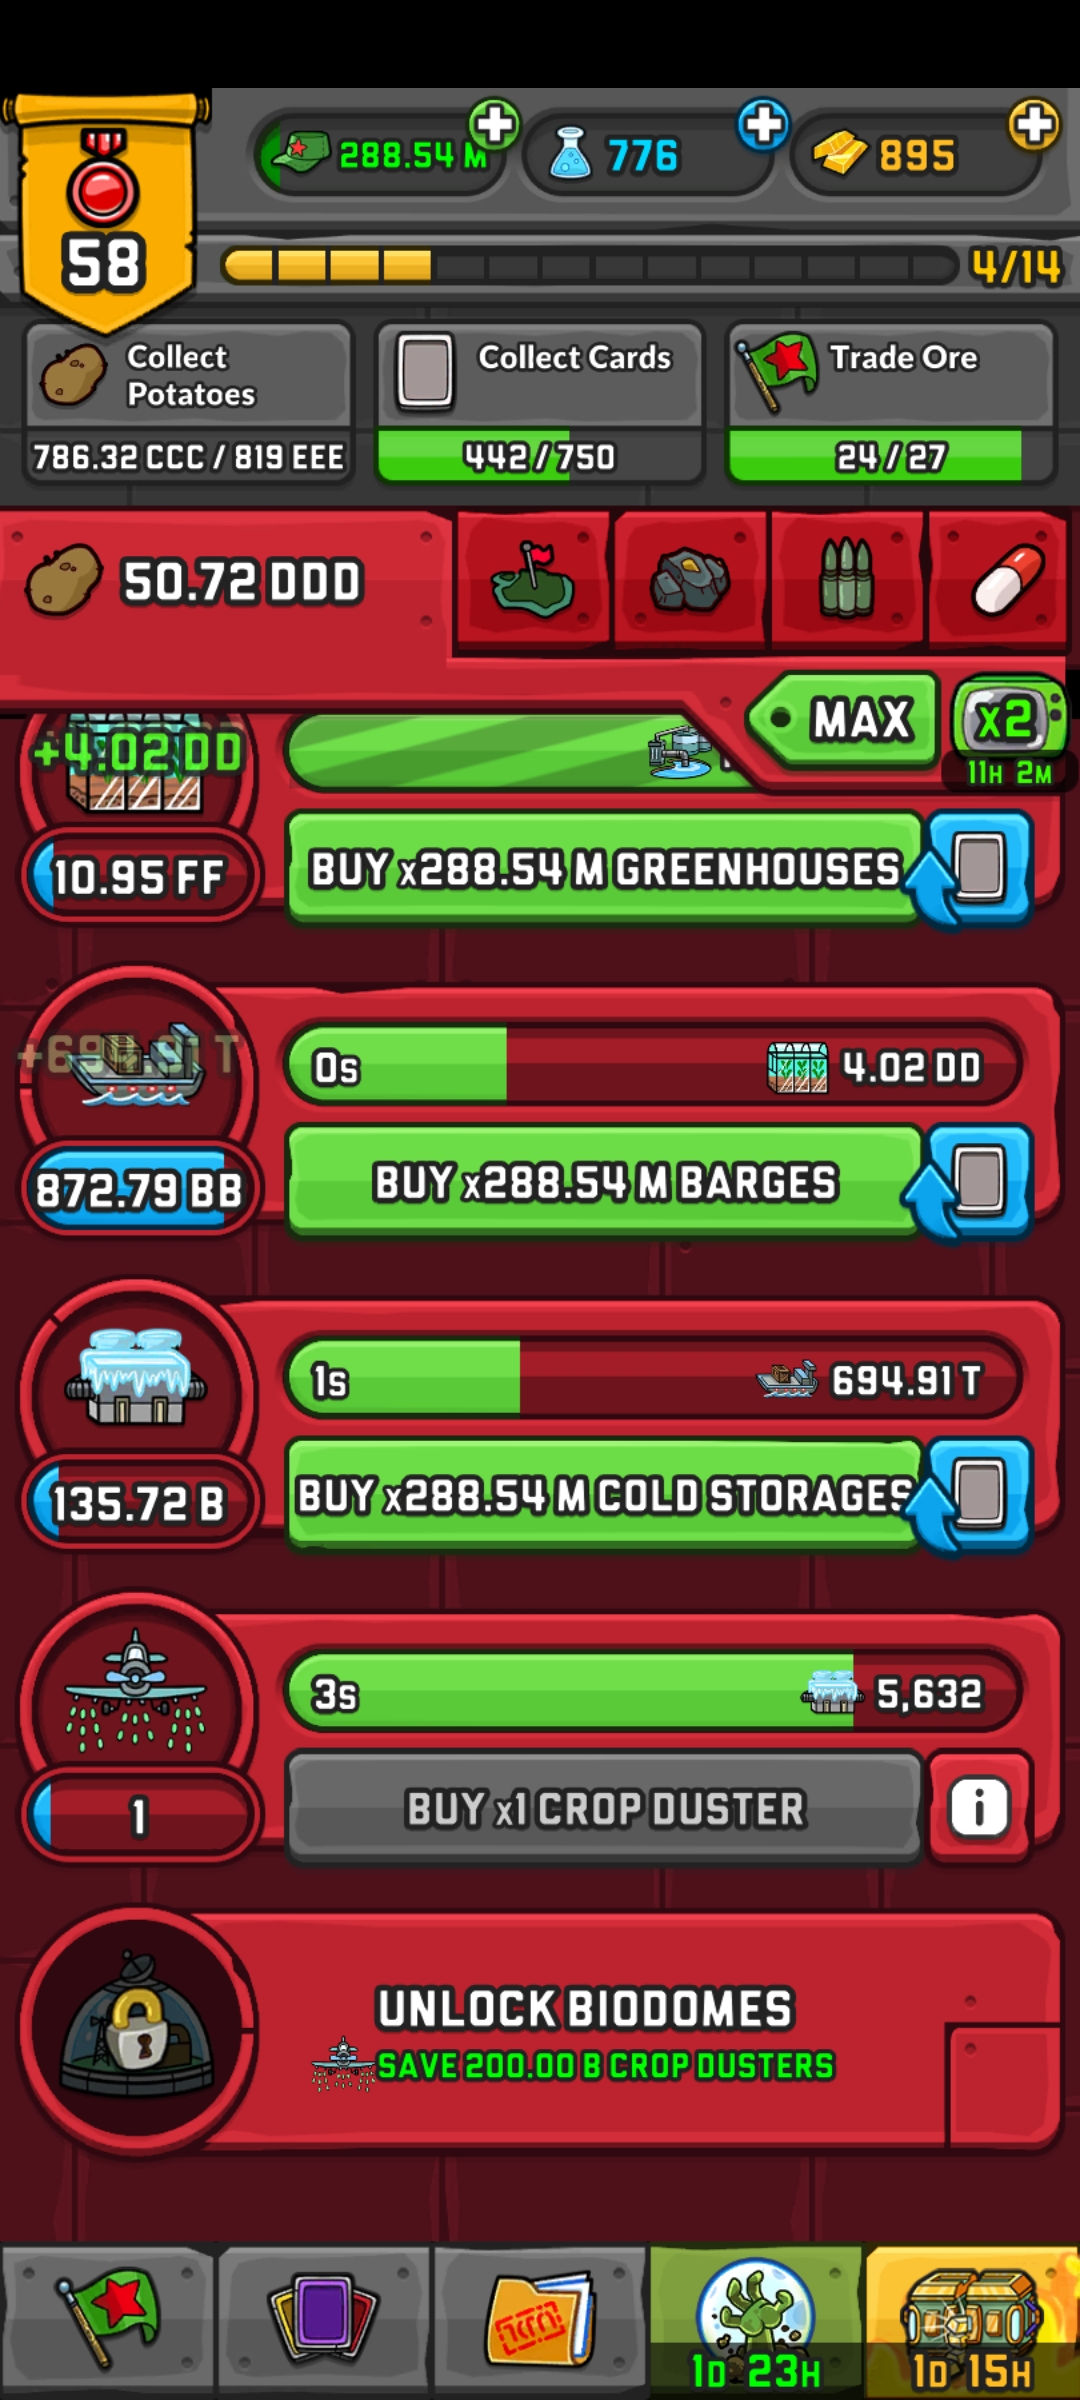 288.54 M
776
895
58
4/14
Collect
Potatoes
Collect Cards
Trade Ore
786.32 CCC / 819 EEE
442/750
24/27
50.72 DDD
MAX
x2
11H 2M
+4.02 DD
10.95 FF
BUY x288.54 M GREENHOUSES
+694.91 T
0s
4.02 DD
872.79 BB
BUY x288.54 M BARGES
1s
694.91 T
135.72 B
BUY x288.54 M COLD STORAGES
3s
5,632
1
BUY x1 CROP DUSTER
i
UNLOCK BIODOMES
SAVE 200.00 B CROP DUSTERS
1D 23H
1D 15H